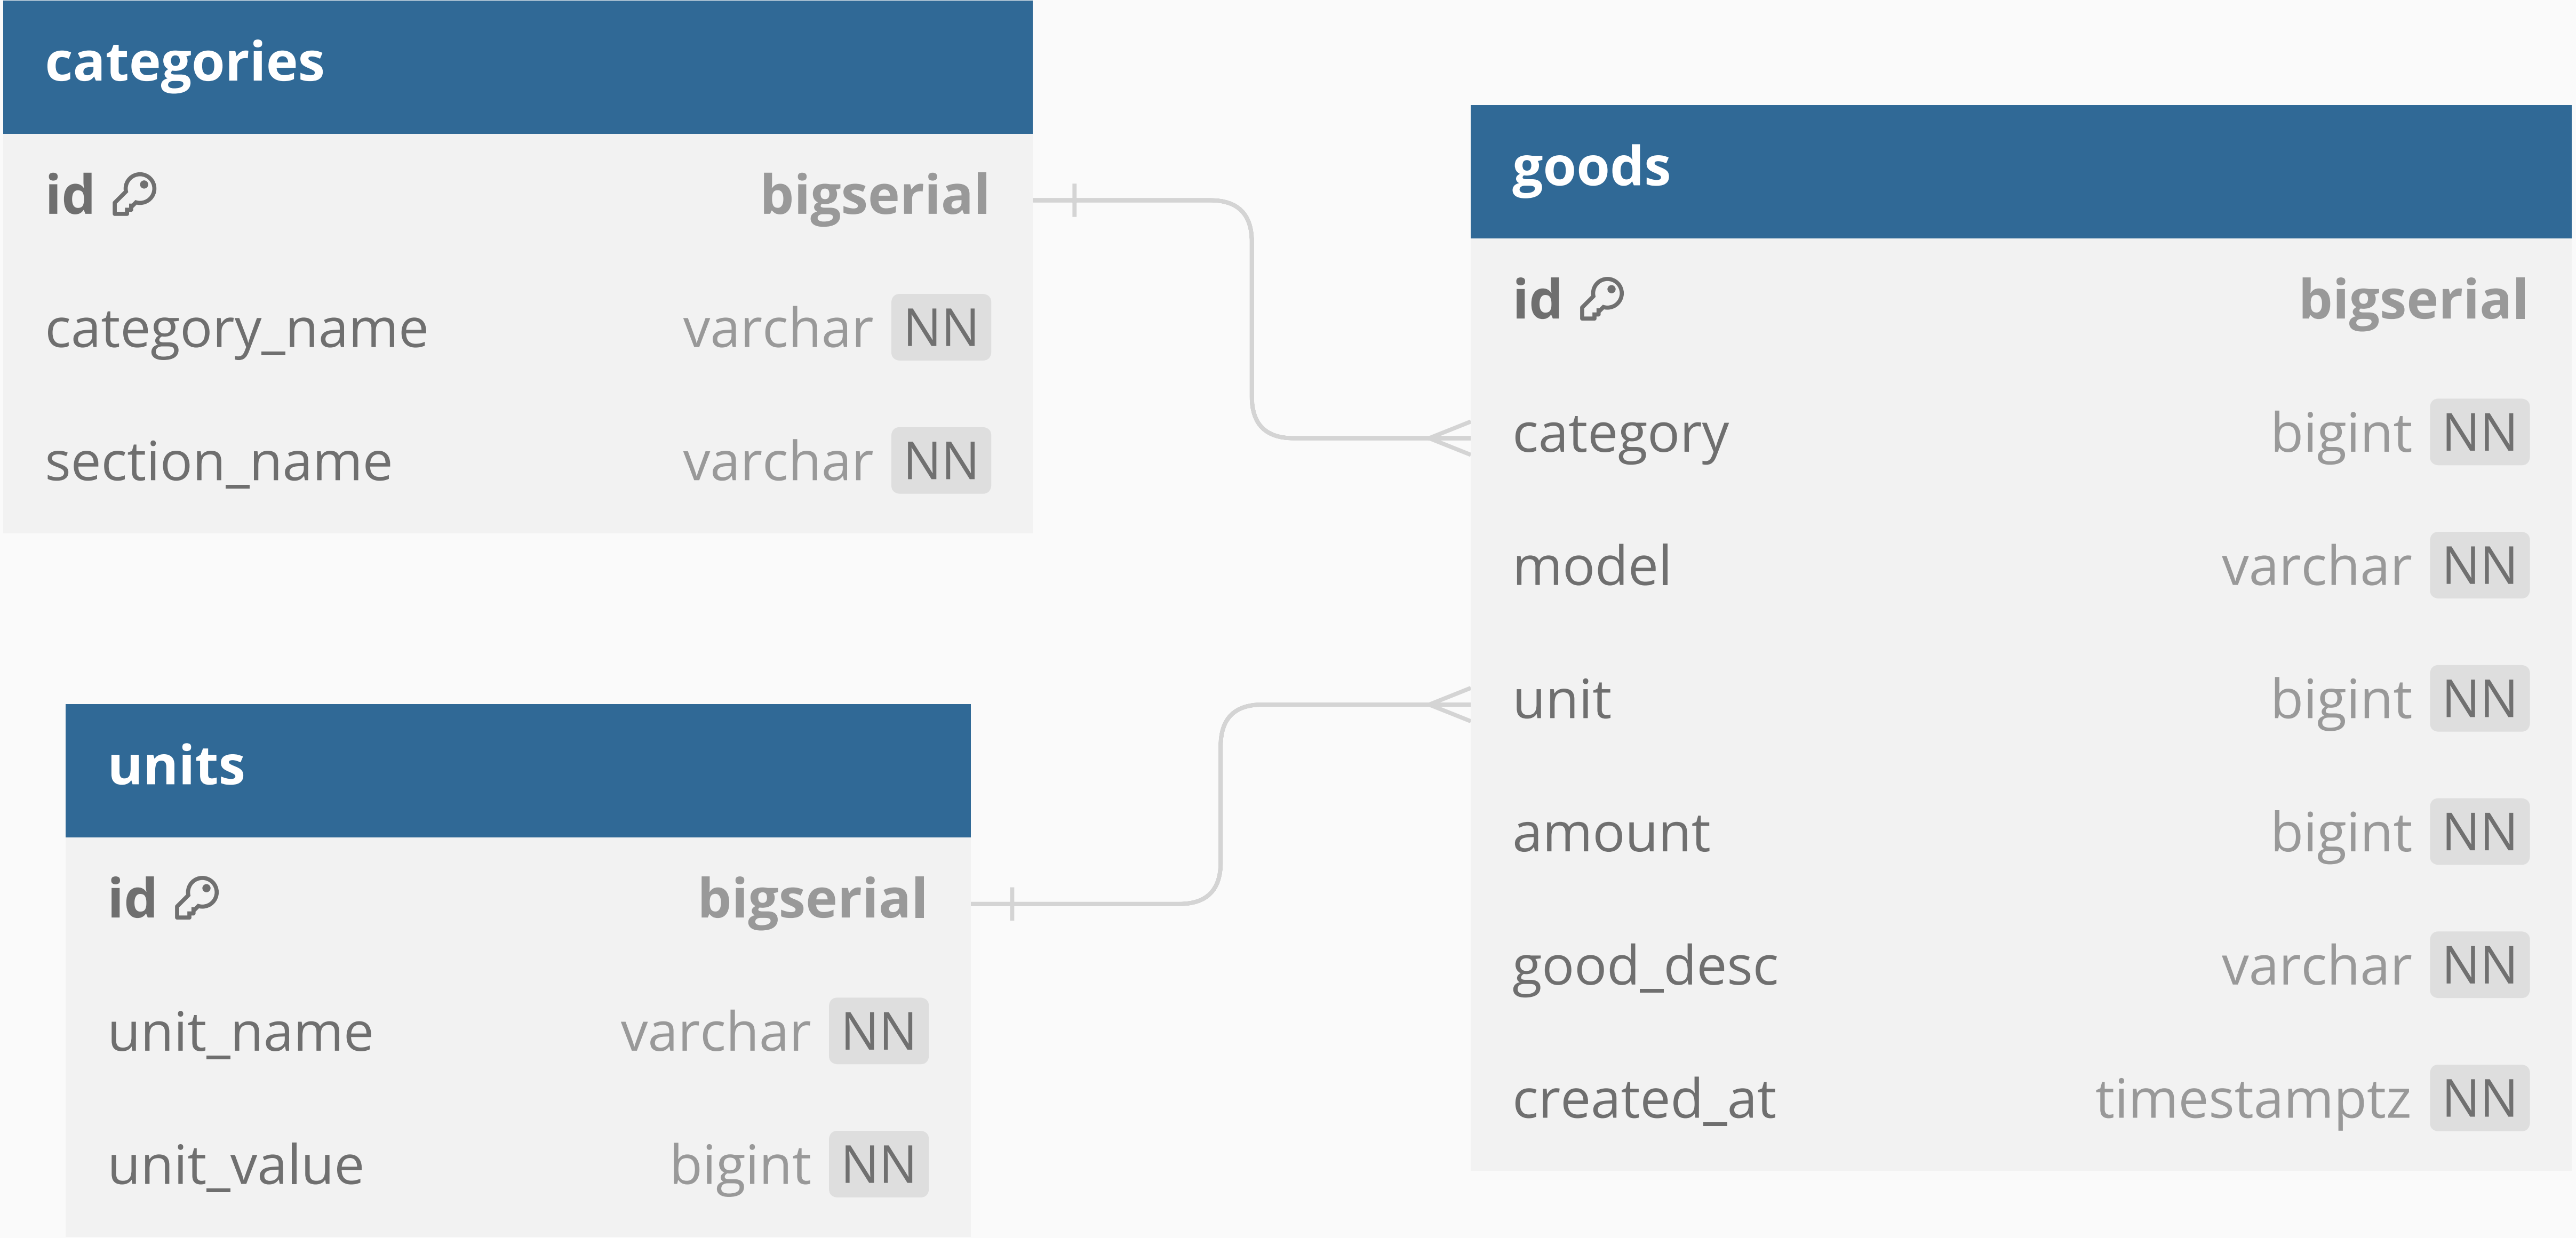 categories
id bigserial
category_name varchar NN
section_name varchar NN
units
id bigserial
unit_name varchar NN
unit_value bigint NN
goods
id bigserial
category bigint NN
model varchar NN
unit bigint NN
amount bigint NN
good_desc varchar NN
created_at timestamptz NN